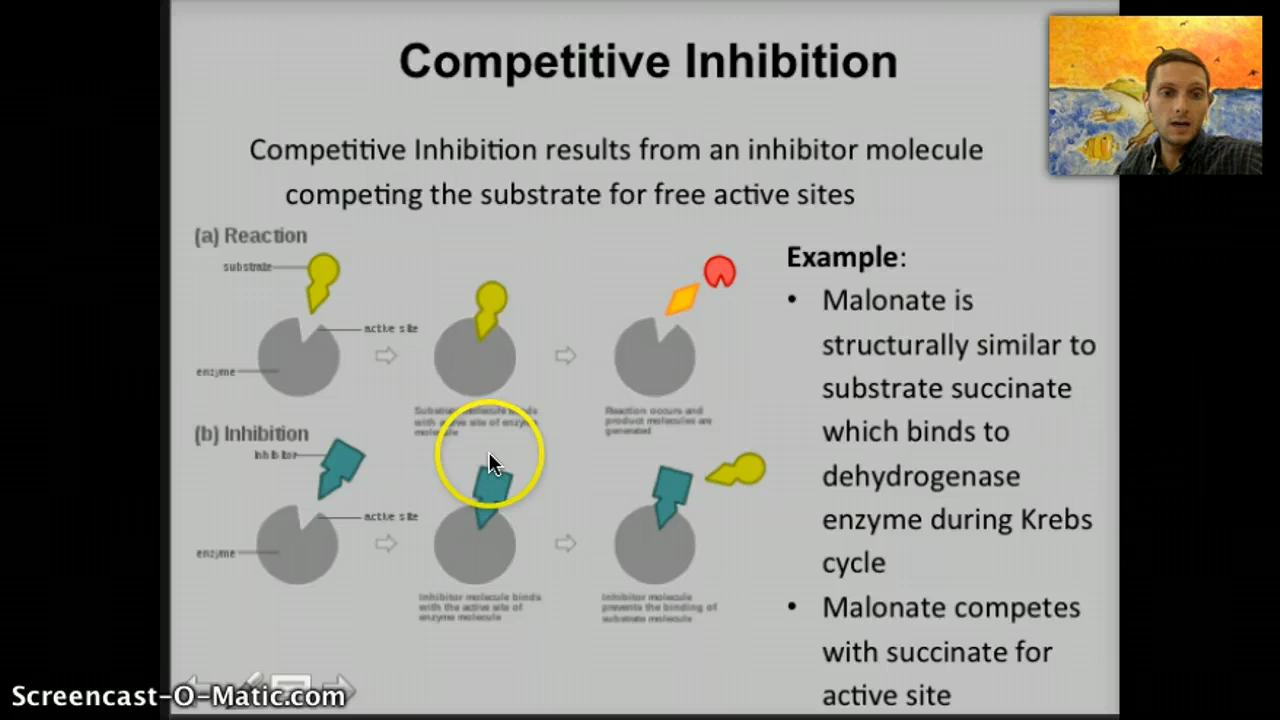 Competitive Inhibition
Competitive Inhibition results from an inhibitor molecule
competing the substrate for free active sites
(a) Reaction
substrate
active site
enzyme
Substrate molecule binds
with active site of enzyme
molecule
Reaction occurs and
product molecules are
generated
(b) Inhibition
inhibitor
active site
enzyme
Inhibitor molecule binds
with the active site of
enzyme molecule
Inhibitor molecule
prevents the binding of
substrate molecule
Example:
• Malonate is
structurally similar to
substrate succinate
which binds to
dehydrogenase
enzyme during Krebs
cycle
• Malonate competes
with succinate for
active site
Screencast-O-Matic.com